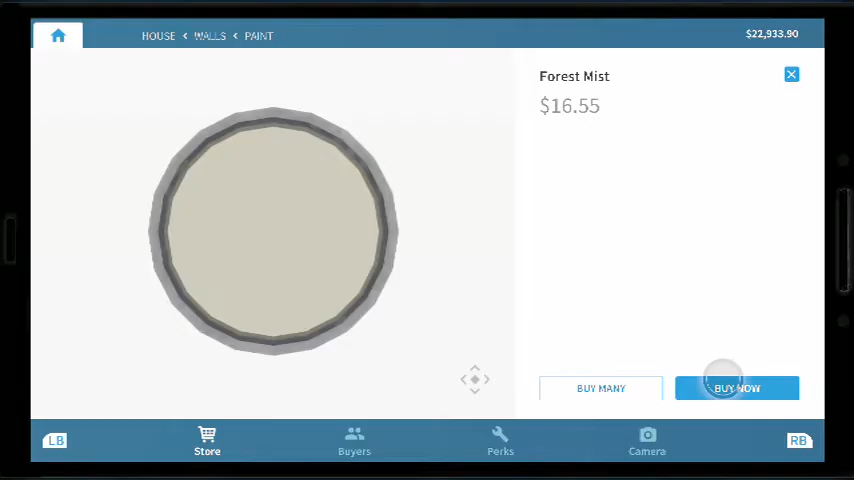 HOUSE < WALLS < PAINT
$22,933.90
Forest Mist
$16.55
BUY MANY
BUY NOW
LB
Store
Buyers
Perks
Camera
RB